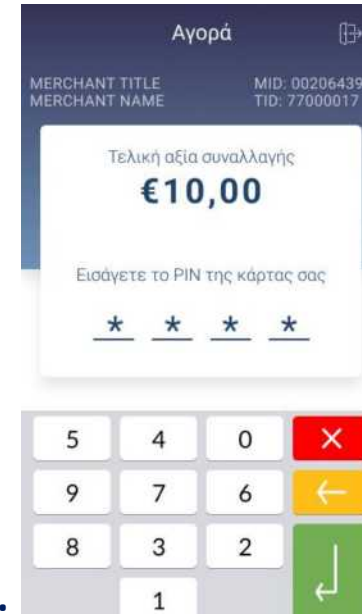 Αγορά
MERCHANT TITLE MID: 00206439
MERCHANT NAME TID: 77000017
Τελική αξία συναλλαγής
€10,00
Εισάγετε το PIN της κάρτας σας
* * * *
5 4 0
9 7 6
8 3 2
1